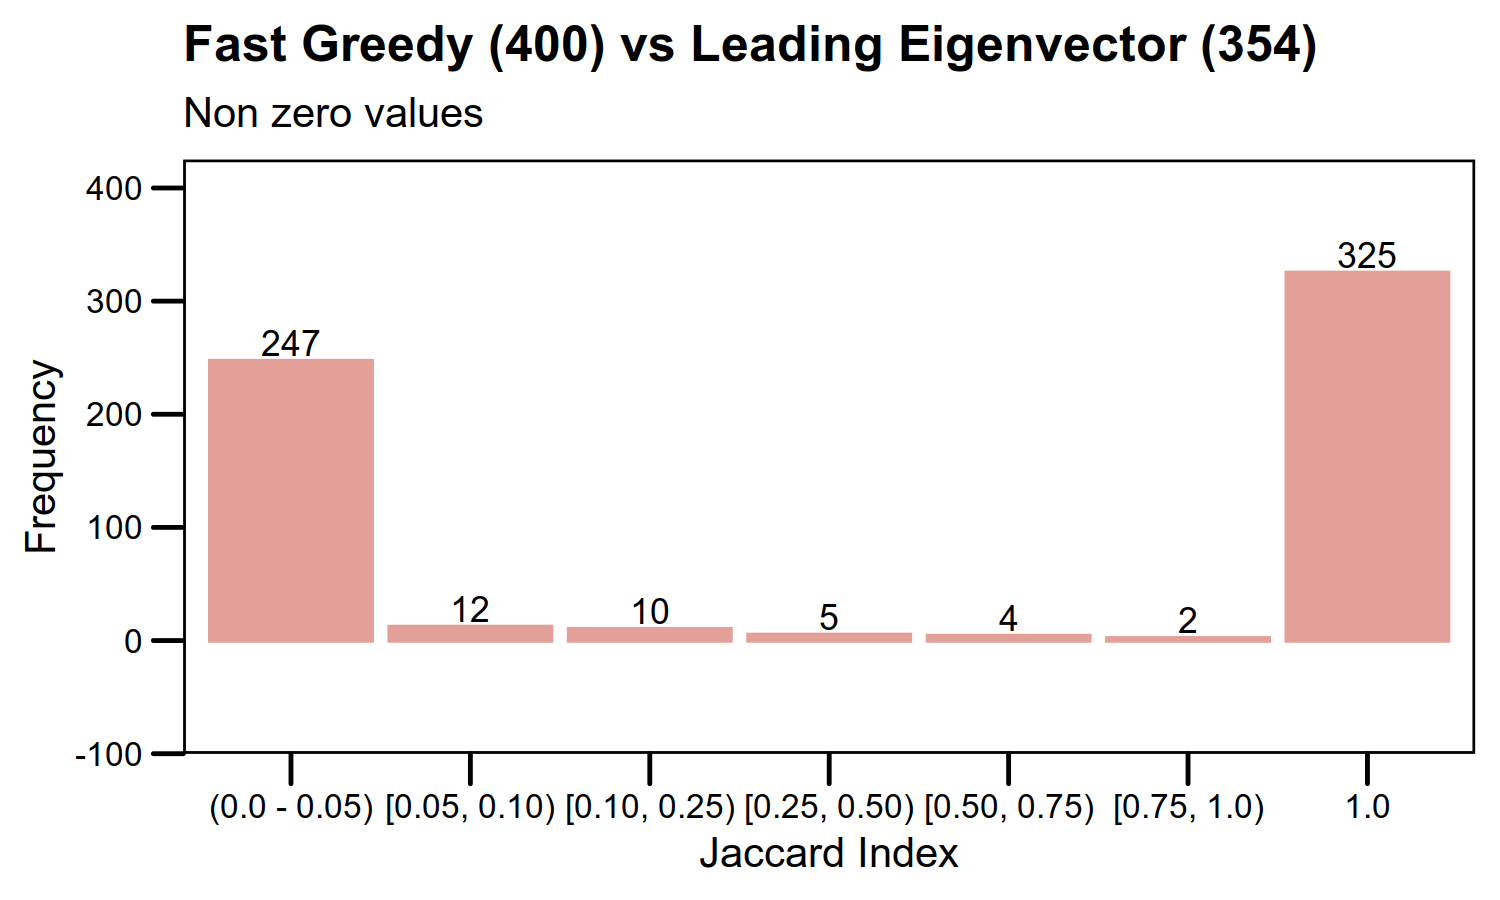 Fast Greedy (400) vs Leading Eigenvector (354)
Non zero values
Frequency
400
300
200
100
0
-100
247
12
10
5
4
2
325
(0.0 - 0.05) [0.05, 0.10) [0.10, 0.25) [0.25, 0.50) [0.50, 0.75) [0.75, 1.0) 1.0
Jaccard Index